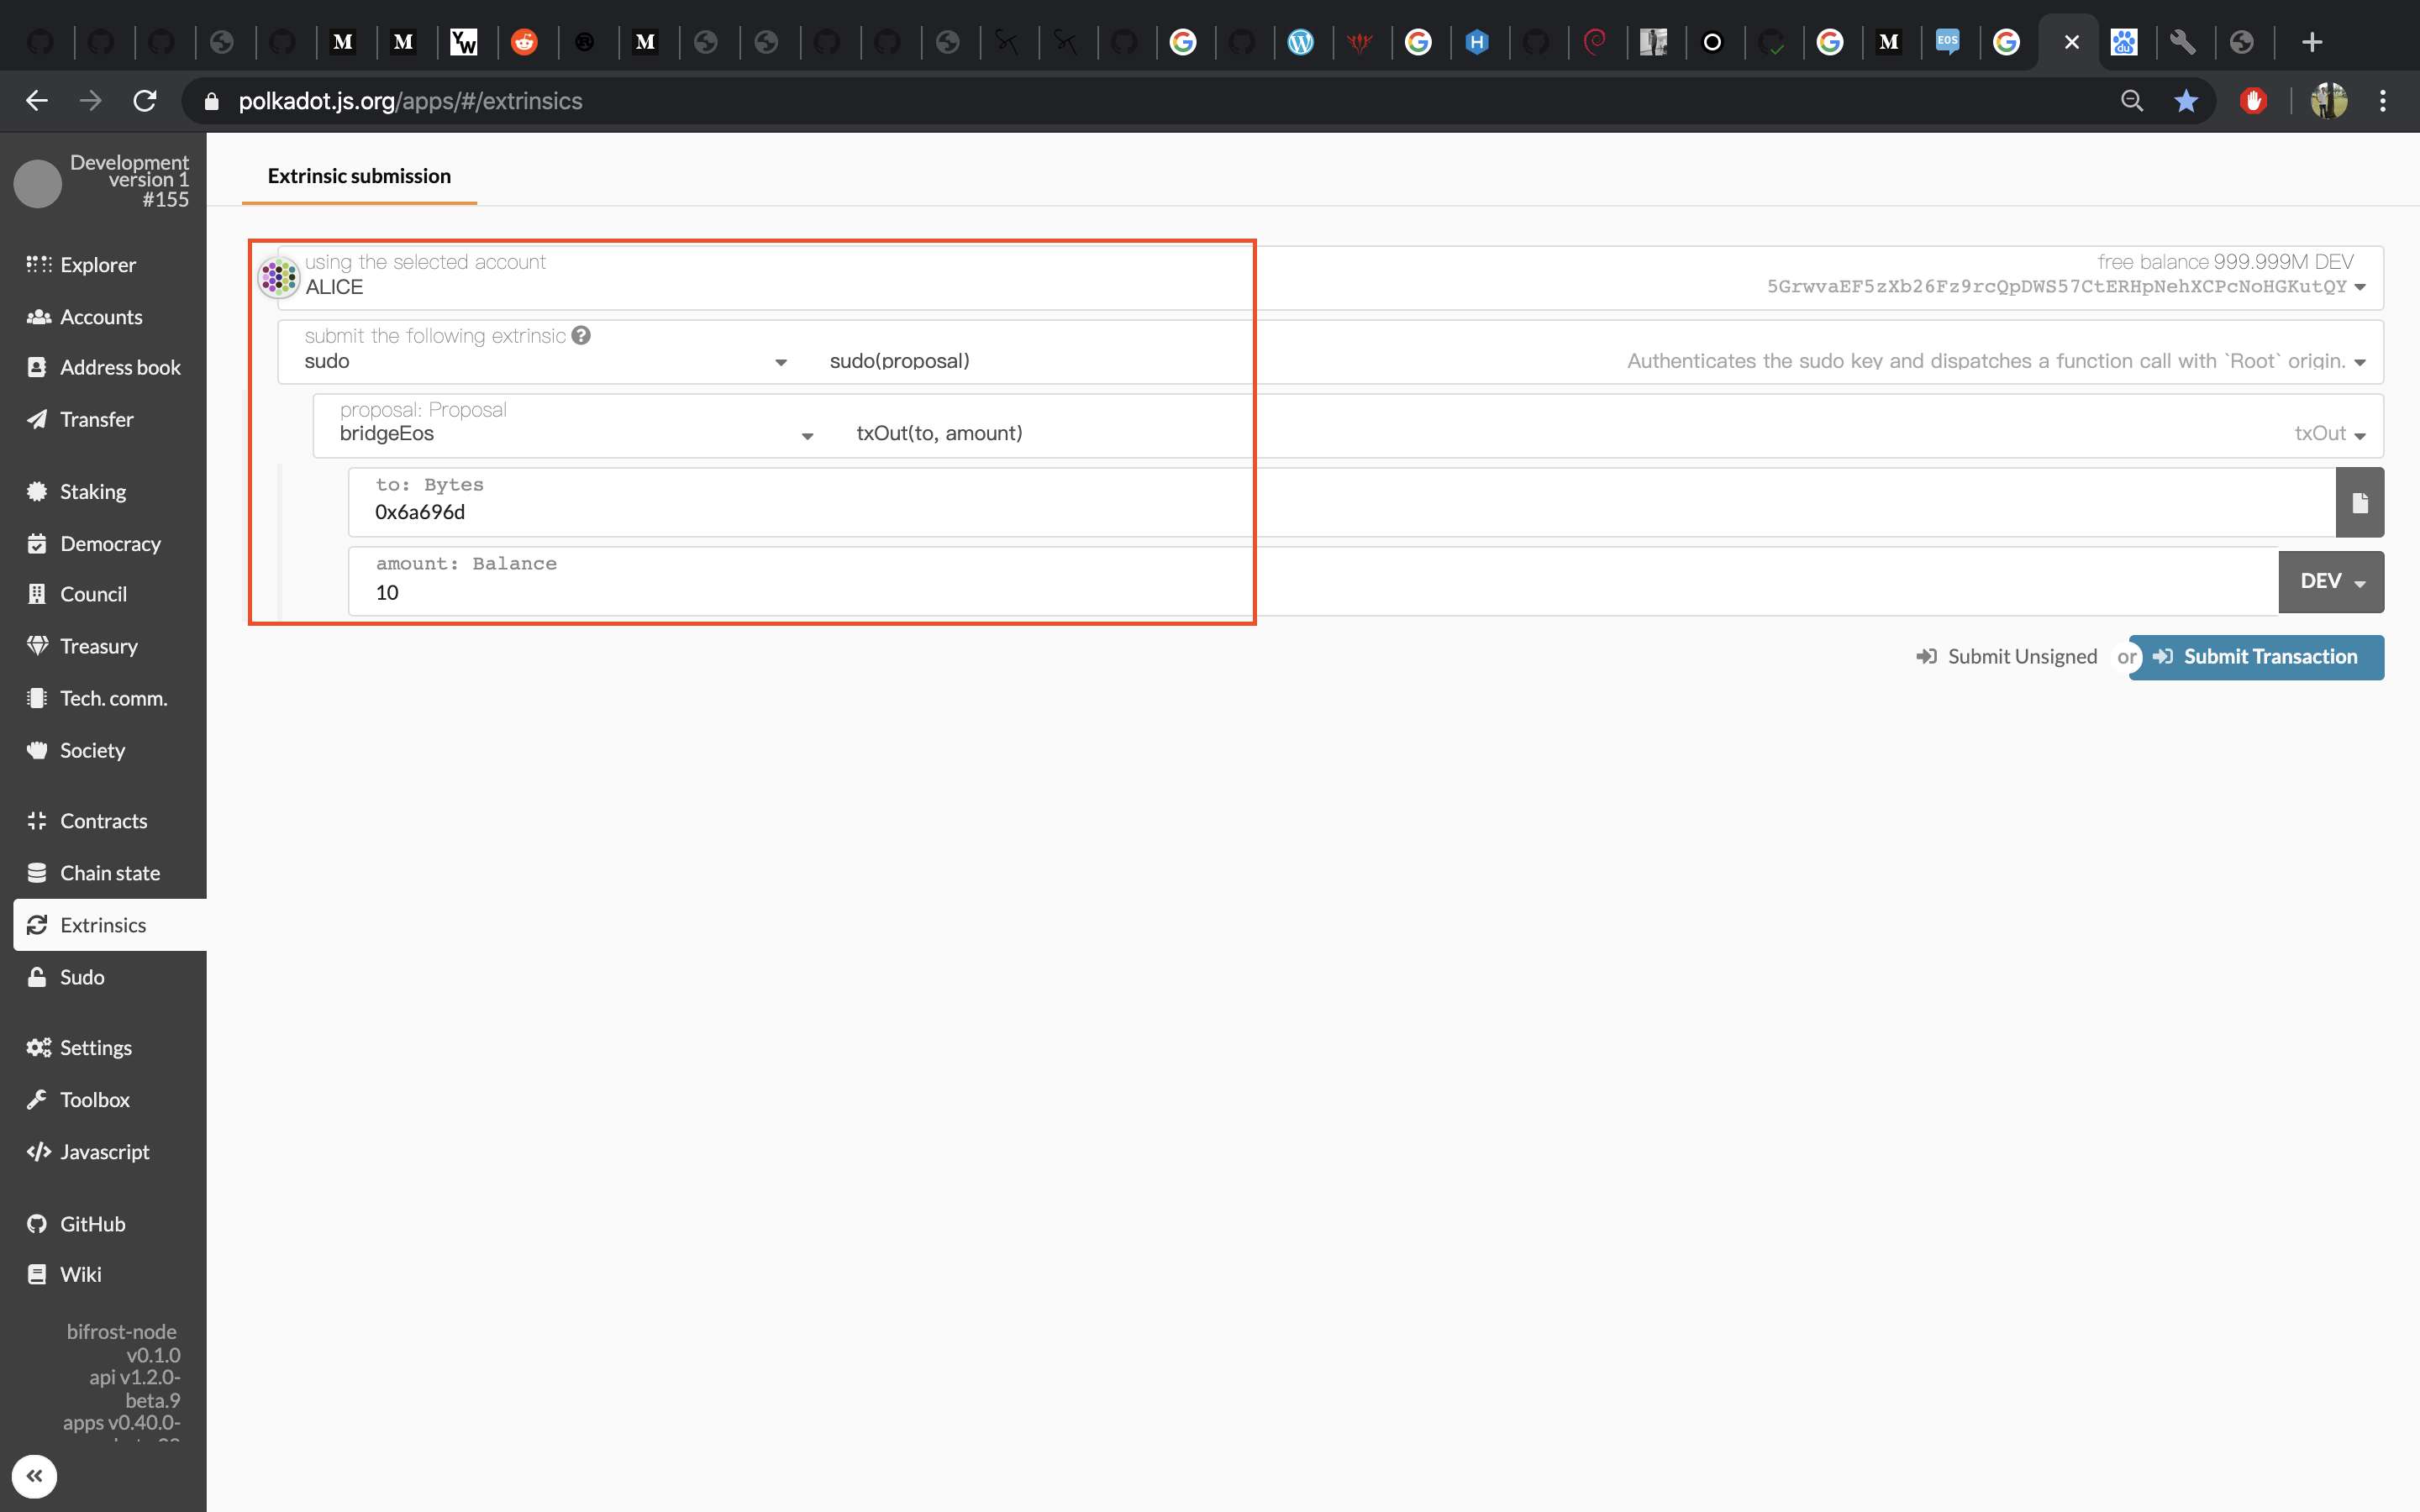 polkadot.js.org/apps/#/extrinsics
Development
version 1
#155
Explorer
Accounts
Address book
Transfer
Staking
Democracy
Council
Treasury
Tech. comm.
Society
Contracts
Chain state
Extrinsics
Sudo
Settings
Toolbox
Javascript
GitHub
Wiki
bifrost-node
v0.1.0
api v1.2.0-
beta.9
apps v0.40.0-
Extrinsic submission
using the selected account
ALICE
free balance 999.999M DEV
5GrwvaEF5zXb26Fz9rcQpDWS57CtERHpNehXCPcNoHGKutQY
submit the following extrinsic ?
sudo
sudo(proposal)
Authenticates the sudo key and dispatches a function call with `Root` origin.
proposal: Proposal
bridgeEos
txOut(to, amount)
txOut
to: Bytes
0x6a696d
amount: Balance
10
DEV
Submit Unsigned or Submit Transaction